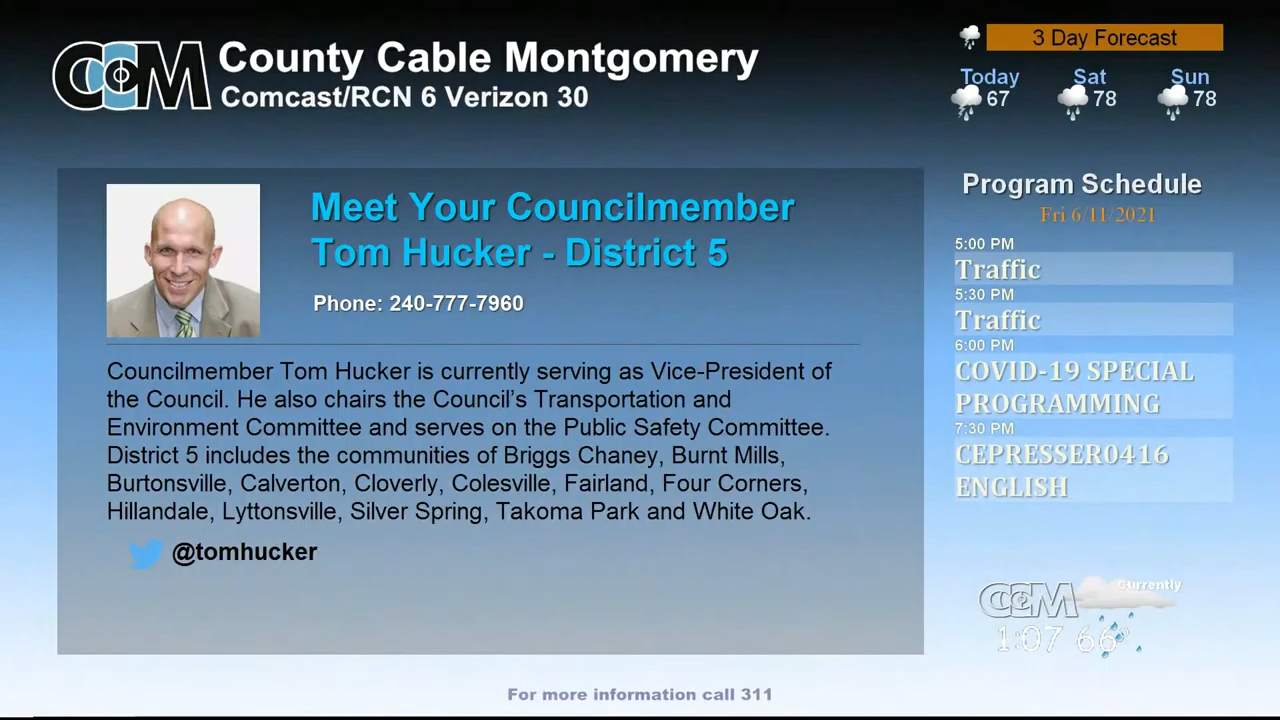 CCM
County Cable Montgomery
Comcast/RCN 6 Verizon 30
3 Day Forecast
Today
Sat
Sun
67
78
78
Meet Your Councilmember
Tom Hucker - District 5
Phone: 240-777-7960
Councilmember Tom Hucker is currently serving as Vice-President of
the Council. He also chairs the Council’s Transportation and
Environment Committee and serves on the Public Safety Committee.
District 5 includes the communities of Briggs Chaney, Burnt Mills,
Burtonsville, Calverton, Cloverly, Colesville, Fairland, Four Corners,
Hillandale, Lyttonsville, Silver Spring, Takoma Park and White Oak.
@tomhucker
Program Schedule
Fri 6/11/2021
5:00 PM
Traffic
5:30 PM
Traffic
6:00 PM
COVID-19 SPECIAL
PROGRAMMING
7:30 PM
CEPRESSER0416
ENGLISH
CCM
Currently
1:07 66°
For more information call 311